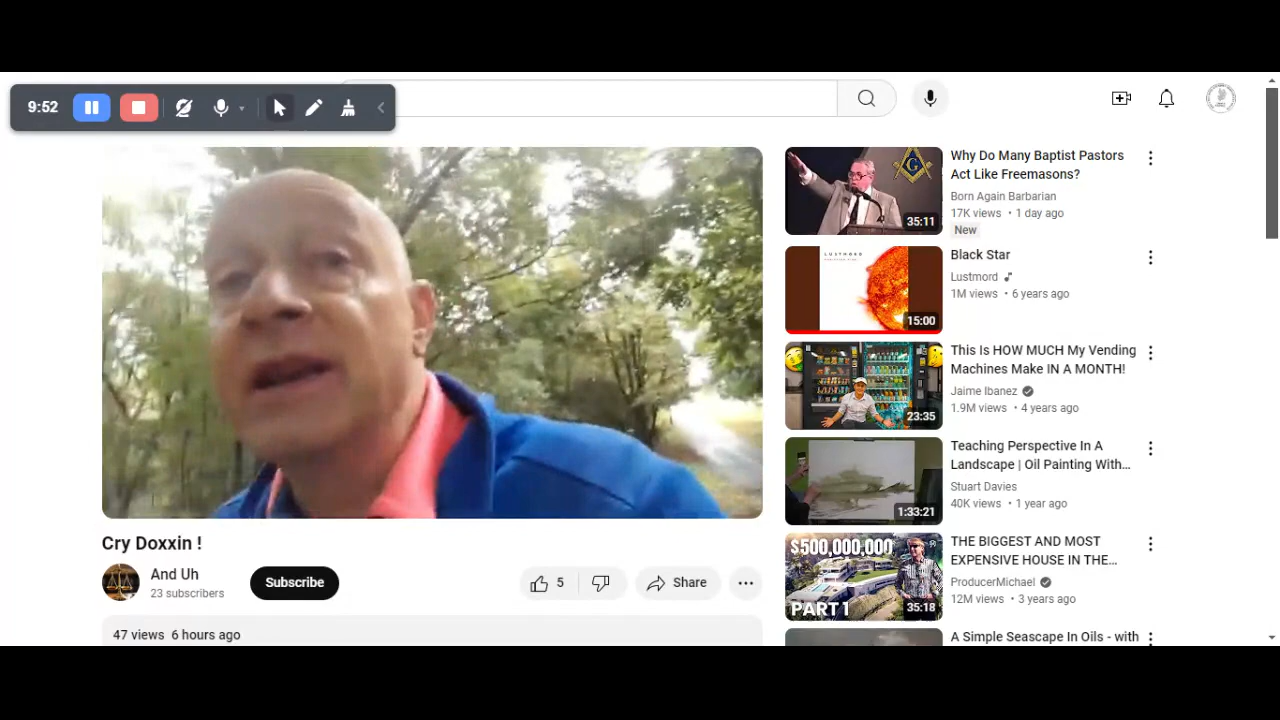 9:52
Why Do Many Baptist Pastors
Act Like Freemasons?
Born Again Barbarian
17K views • 1 day ago
New
35:11
G
Black Star
Lustmord
1M views • 6 years ago
LUSTMORD
15:00
This Is HOW MUCH My Vending
Machines Make IN A MONTH!
Jaime Ibanez
1.9M views • 4 years ago
23:35
Teaching Perspective In A
Landscape | Oil Painting With...
Stuart Davies
40K views • 1 year ago
1:33:21
THE BIGGEST AND MOST
EXPENSIVE HOUSE IN THE...
ProducerMichael
12M views • 3 years ago
$500,000,000
PART 1
35:18
A Simple Seascape In Oils - with
Cry Doxxin !
And Uh
23 subscribers
Subscribe
5
Share
47 views 6 hours ago